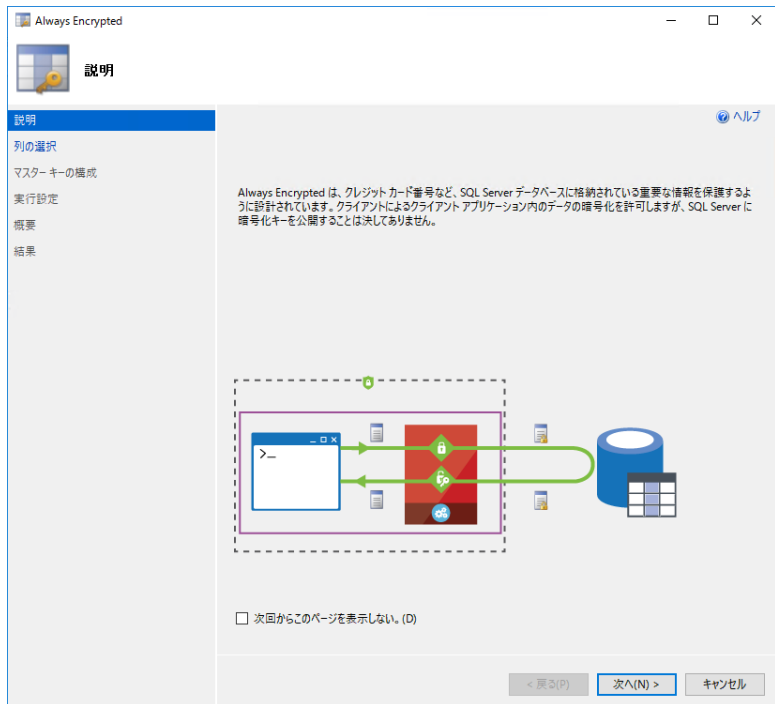 Always Encrypted
説明
説明
ヘルプ
列の選択
マスター キーの構成
実行設定
概要
結果
Always Encrypted は、クレジット カード番号など、SQL Server データベースに格納されている重要な情報を保護するよ
うに設計されています。クライアントによるクライアント アプリケーション内のデータの暗号化を許可しますが、SQL Server に
暗号化キーを公開することは決してありません。
>_
次回からこのページを表示しない。(D)
< 戻る(P)
次へ(N) >
キャンセル